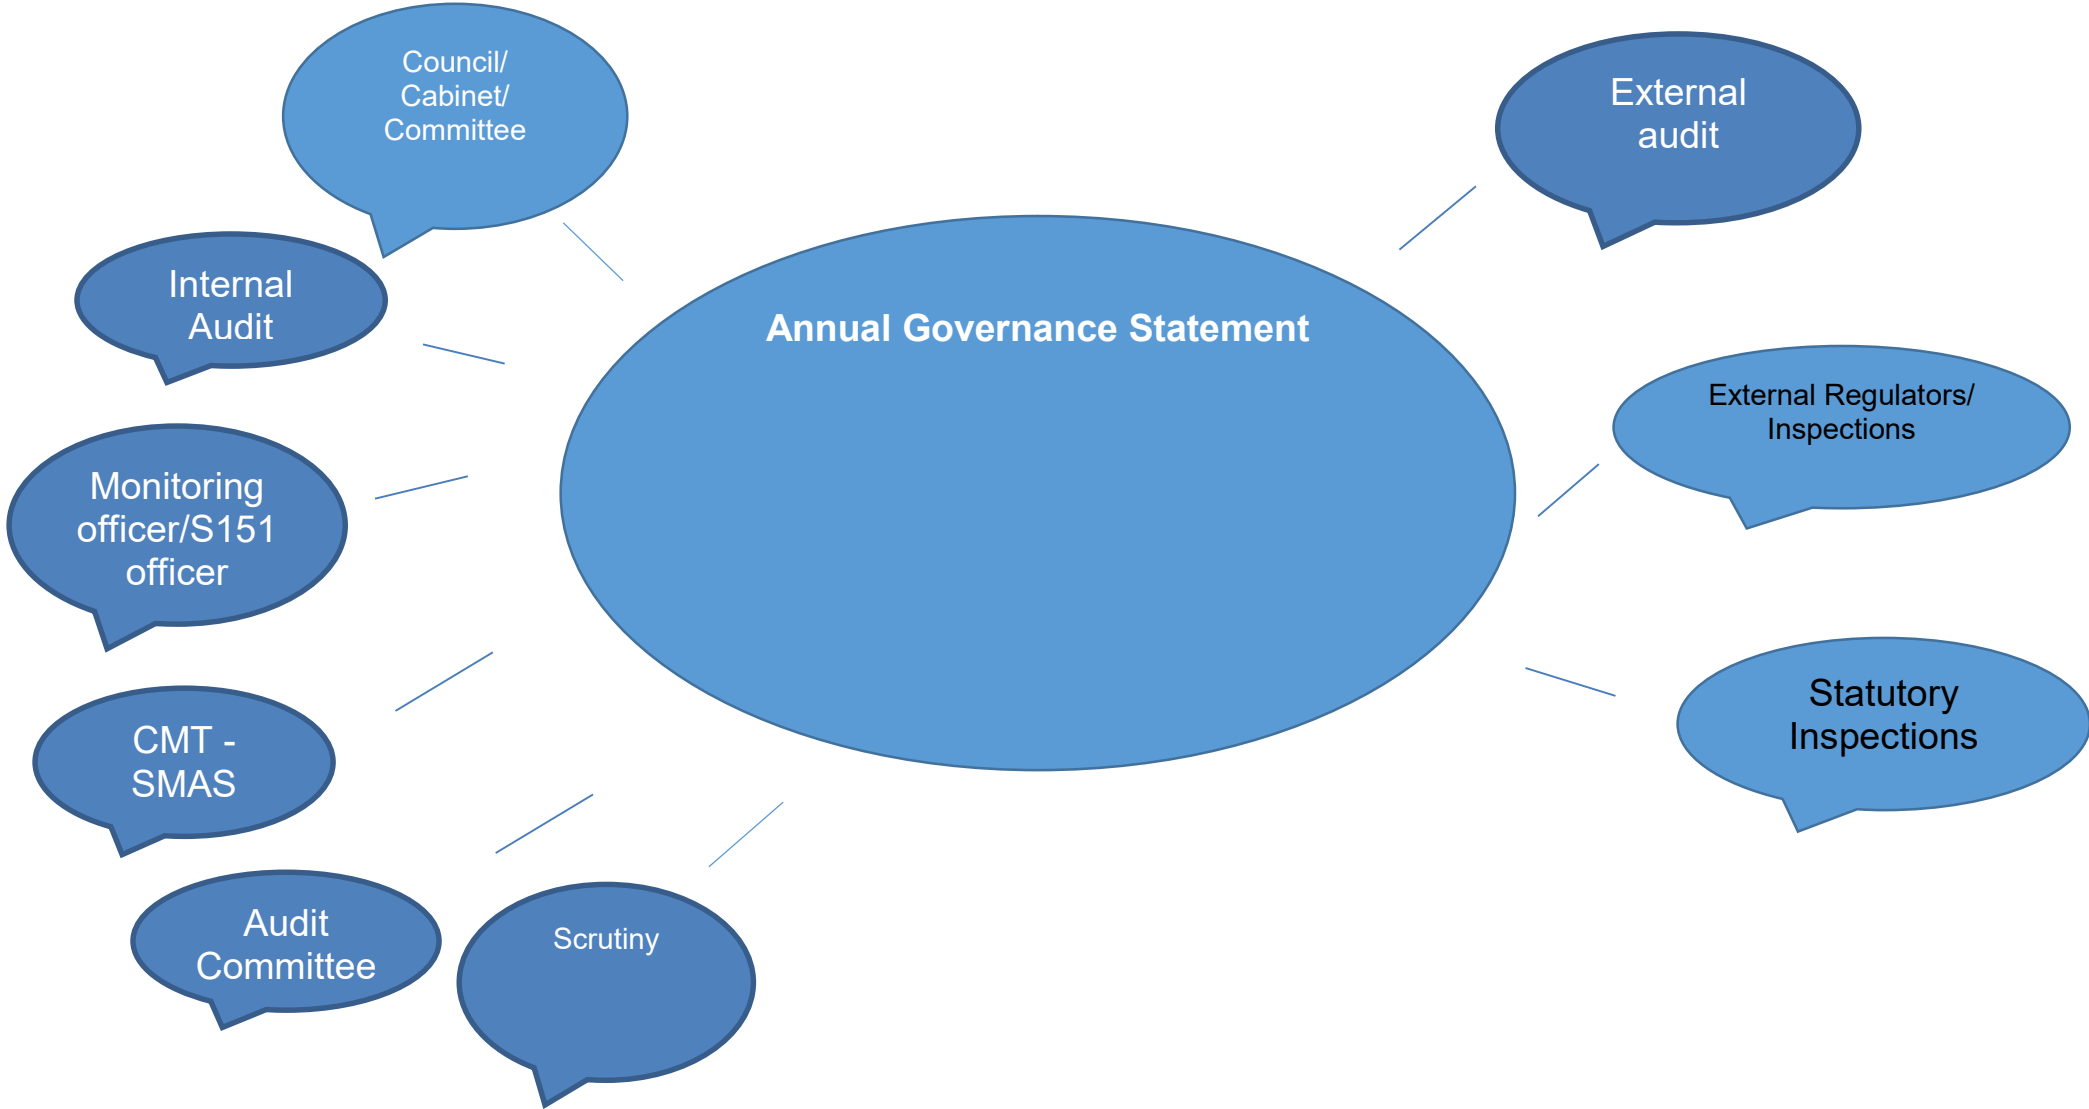 Council/
Cabinet/
Committee
External
audit
Internal
Audit
Annual Governance Statement
External Regulators/
Inspections
Monitoring
officer/S151
officer
Statutory
Inspections
CMT -
SMAS
Audit
Committee
Scrutiny